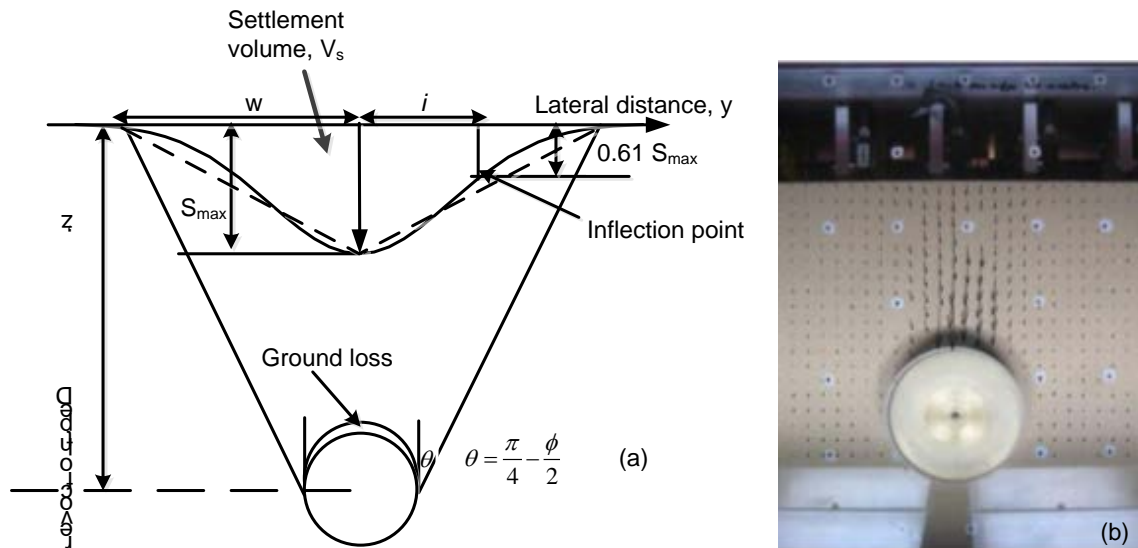 Settlement
volume, Vₛ
w
i
Lateral distance, y
0.61 Sₘₐₓ
Sₘₐₓ
Inflection point
Ground loss
θ
θ = π/4 − ϕ/2
(a)
(b)